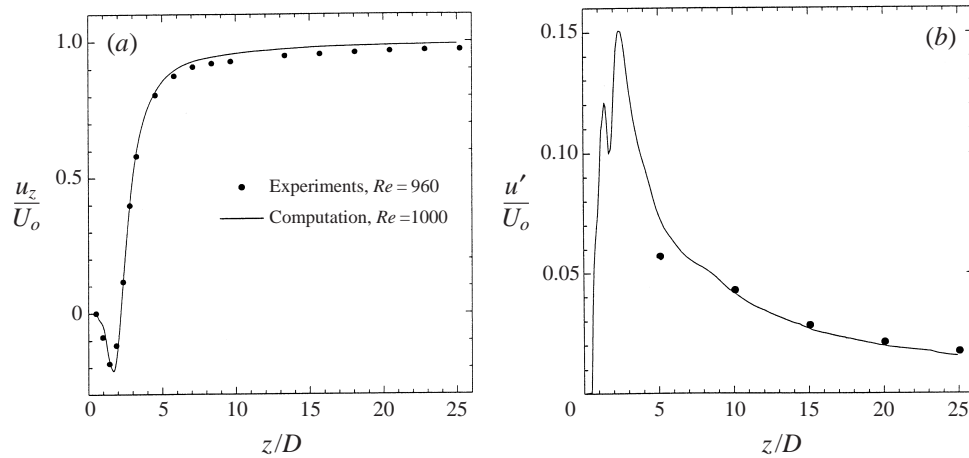 (a)
1.0
0.5
0
u_z
U_o
Experiments, Re = 960
Computation, Re = 1000
0 5 10 15 20 25
z/D
(b)
0.15
0.10
0.05
u′
U_o
0 5 10 15 20 25
z/D